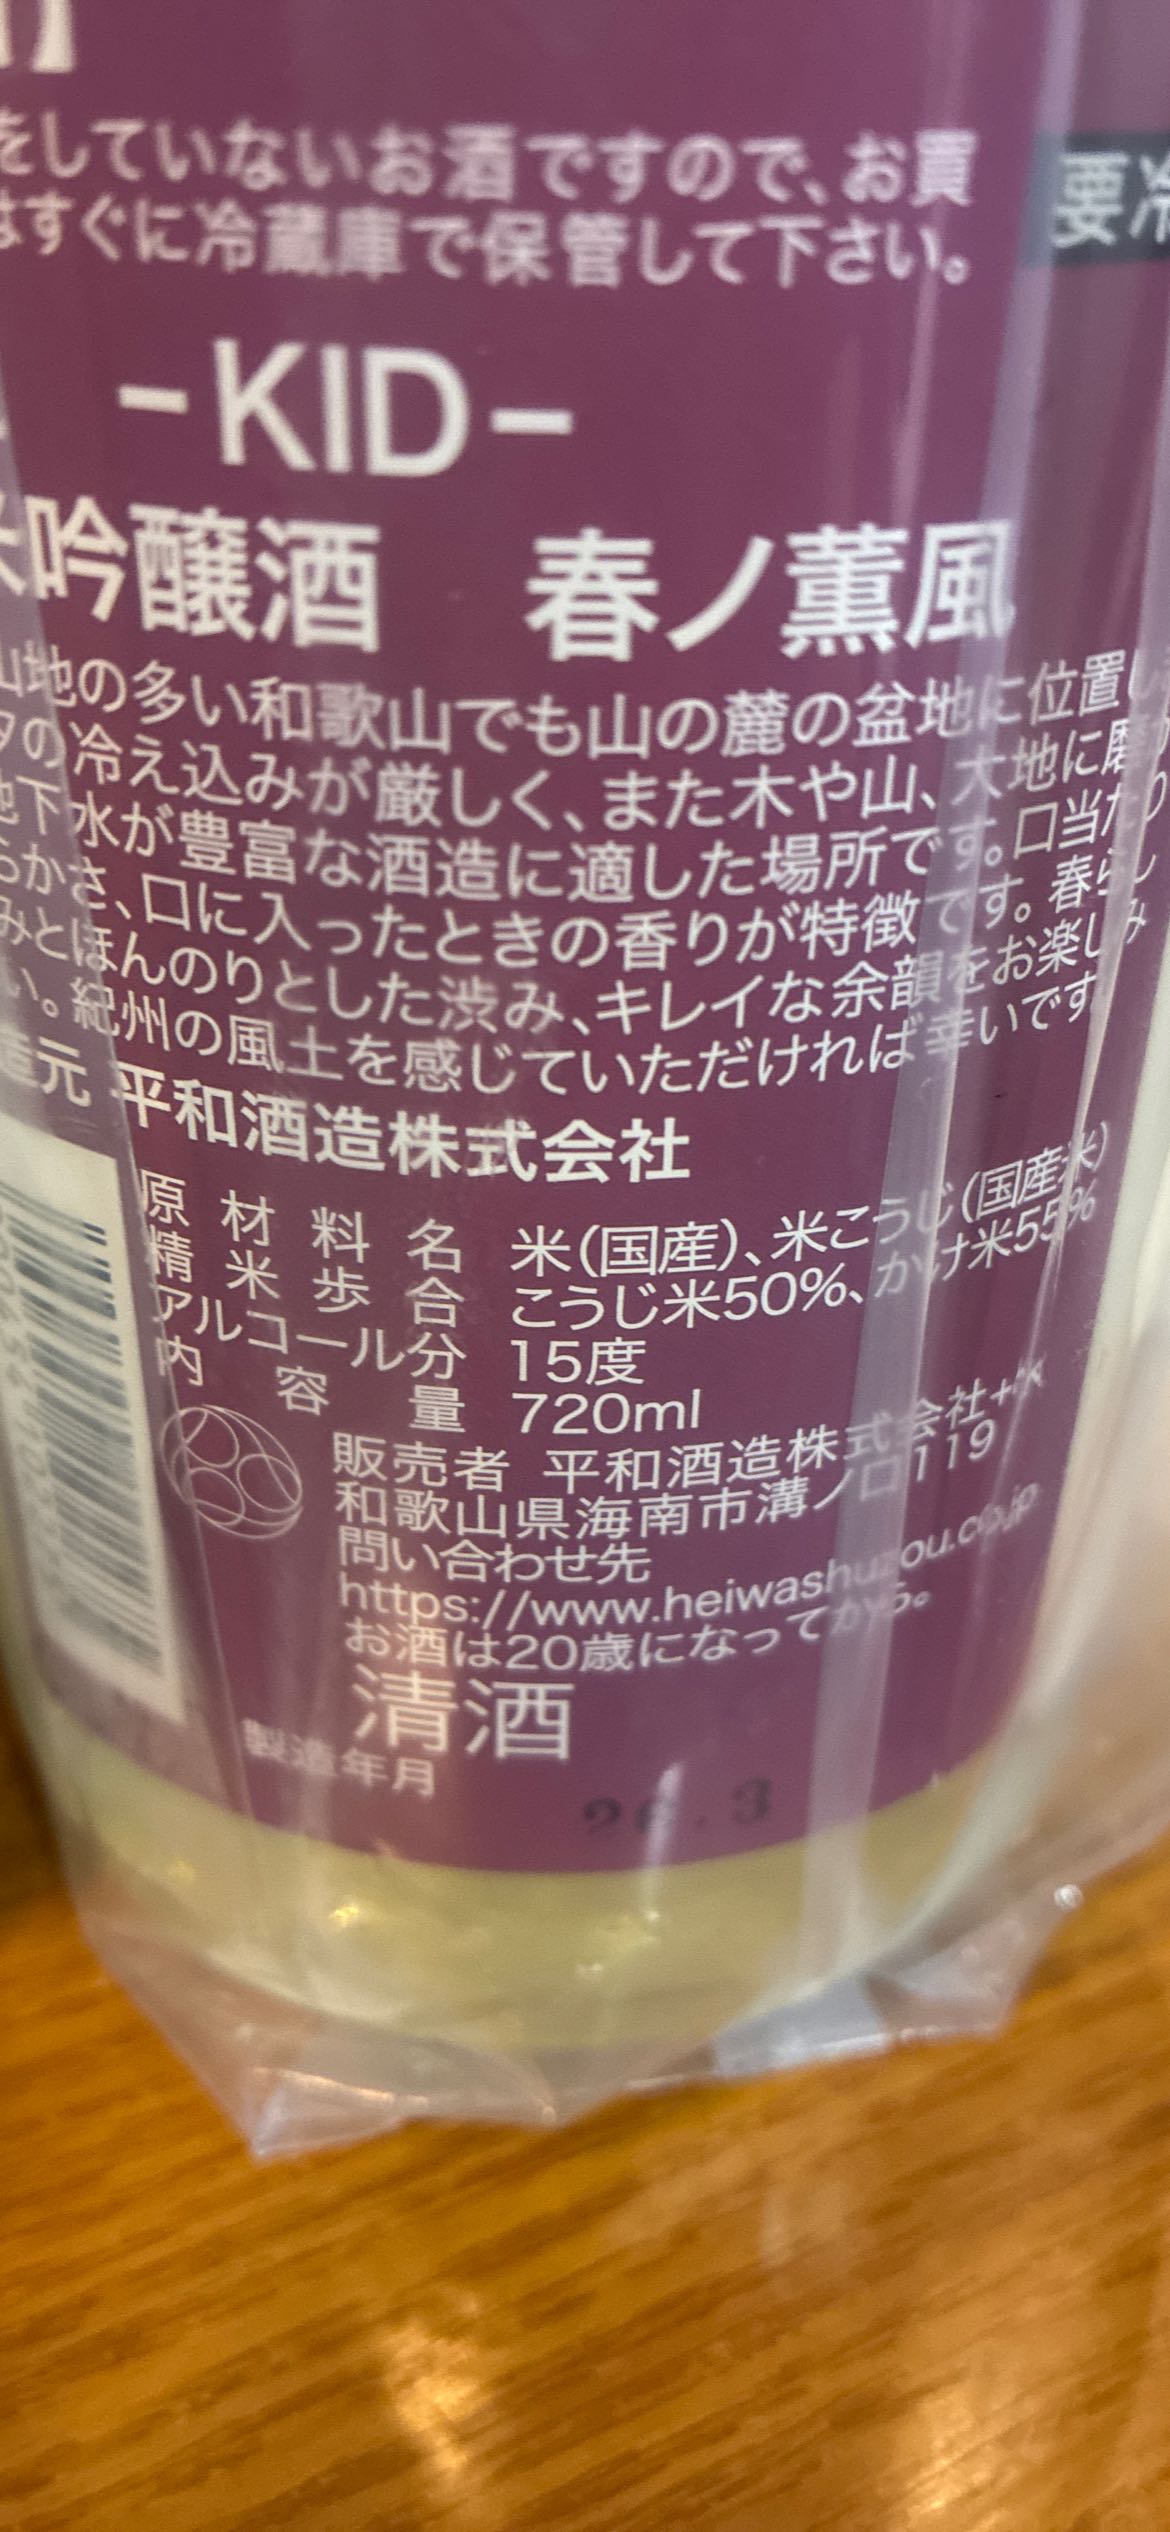 】
をしていないお酒ですので、お買
はすぐに冷蔵庫で保管して下さい。
要冷
－KID－
吟醸酒　春ノ薫風
山地の多い和歌山でも山の麓の盆地に位置し
夕の冷え込みが厳しく、また木や山、大地に磨か
地下水が豊富な酒造に適した場所です。口当たり
らかさ、口に入ったときの香りが特徴です。春らし
みとほんのりとした渋み、キレイな余韻をお楽しみ
い。紀州の風土を感じていただければ幸いです
造元 平和酒造株式会社
原材料名 米(国産)、米こうじ(国産米)
精米歩合 こうじ米50%、かけ米55%
アルコール分 15度
内容量 720ml
販売者 平和酒造株式会社+
和歌山県海南市溝ノ口119
問い合わせ先
https://www.heiwashuzou.co.jp
お酒は20歳になってから。
清酒
製造年月
26.3